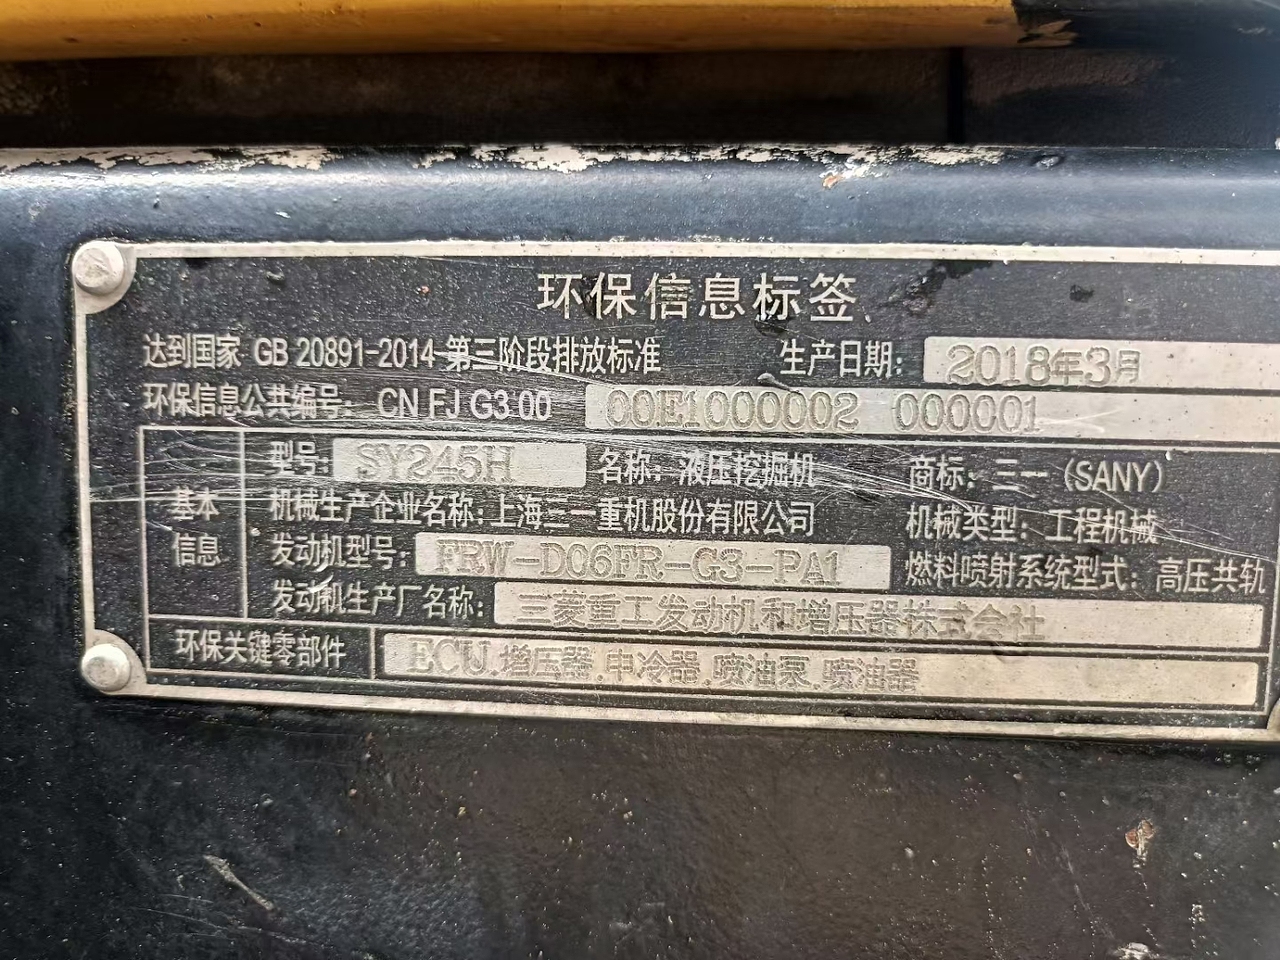 环保信息标签
达到国家 GB 20891-2014 第三阶段排放标准 生产日期: 2018年3月
环保信息公共编号: CN FJ G3 00 00E1000002 000001
型号: SY245H 名称: 液压挖掘机 商标: 三一 (SANY)
基本信息
机械生产企业名称: 上海三一重机股份有限公司 机械类型: 工程机械
发动机型号: FRW-D06FR-G3-PA1 燃料喷射系统型式: 高压共轨
发动机生产厂名称: 三菱重工发动机和增压器株式会社
环保关键零部件 ECU.增压器.中冷器.喷油泵.喷油器